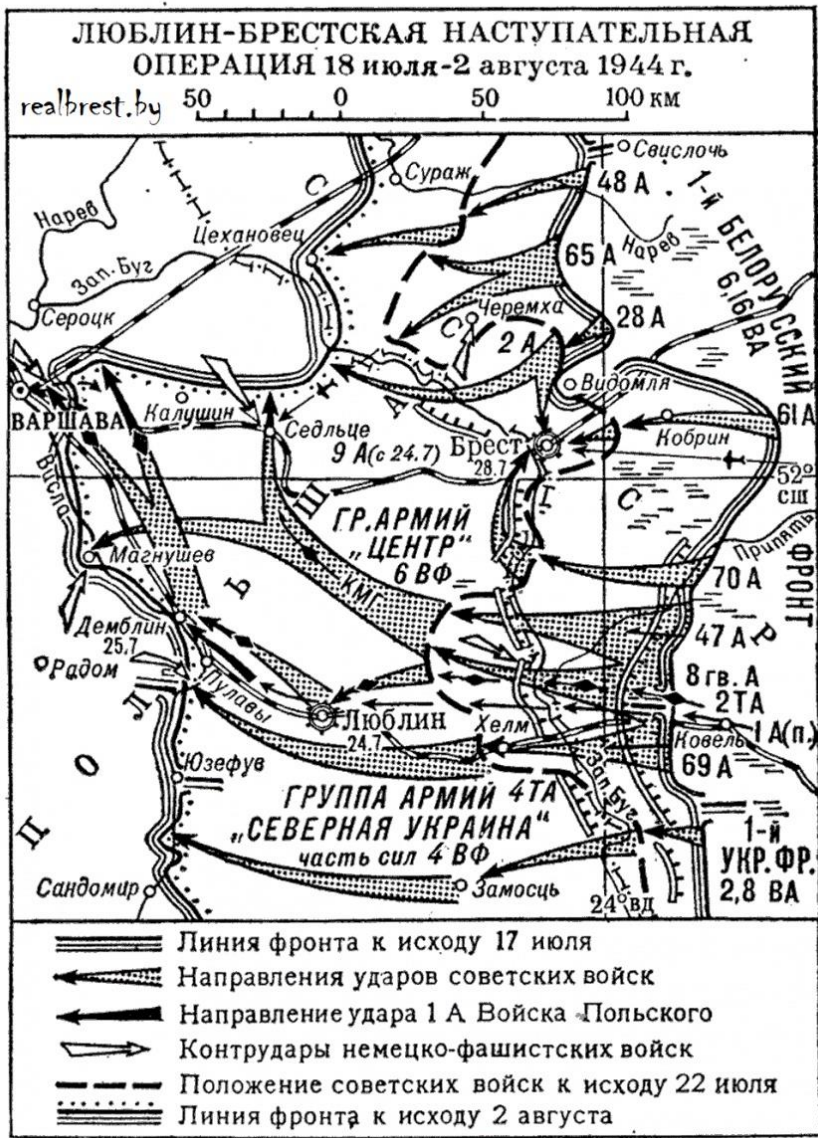 ЛЮБЛИН-БРЕСТСКАЯ НАСТУПАТЕЛЬНАЯ
ОПЕРАЦИЯ 18 июля-2 августа 1944 г.
realbrest.by
50 0 50 100 км
Свислочь
Сураж
48 А
1-й БЕЛОРУССКИЙ ФРОНТ
6,16 ВА
Нарев
Нарев
Цехановец
65 А
Зап. Буг
Сероцк
Черемха
28 А
2 А
Видомля
Калушин
ВАРШАВА
61 А
Седльце
Кобрин
Брест
28.7
9 А (с 24.7)
52°
сш
Висла
ГР. АРМИЙ
„ЦЕНТР"
6 ВФ
Припять
Магнушев
КМГ
70 А
Демблин
25.7
47 А
Радом
8 гв. А
Пулавы
2ТА
Люблин
24.7
Хелм
1 А (п.)
Ковель
69 А
Юзефув
Зап. Буг
ГРУППА АРМИЙ
4ТА
„СЕВЕРНАЯ УКРАИНА"
часть сил 4 ВФ
1-й
УКР. ФР.
2,8 ВА
Сандомир
Замосць
24° вд
ПОЛЬША
СССР
Линия фронта к исходу 17 июля
Направления ударов советских войск
Направление удара 1 А Войска Польского
Контрудары немецко-фашистских войск
Положение советских войск к исходу 22 июля
Линия фронта к исходу 2 августа